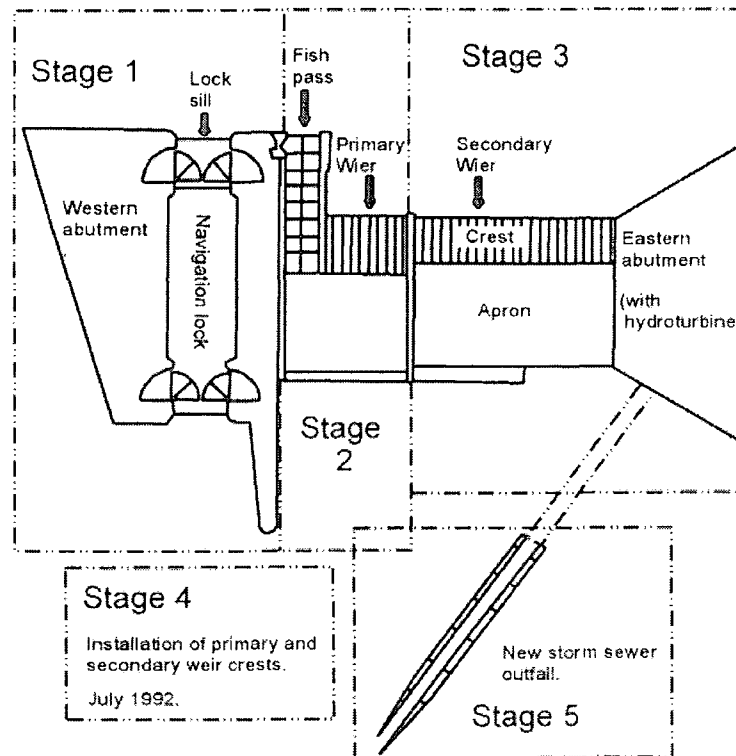 Stage 1
Lock
sill
Fish
pass
Stage 3
Primary
Wier
Secondary
Wier
Western
abutment
Navigation lock
Crest
Eastern
abutment
(with
hydroturbine
Apron
Stage
2
Stage 4
Installation of primary and
secondary weir crests.
July 1992.
New storm sewer
outfall.
Stage 5